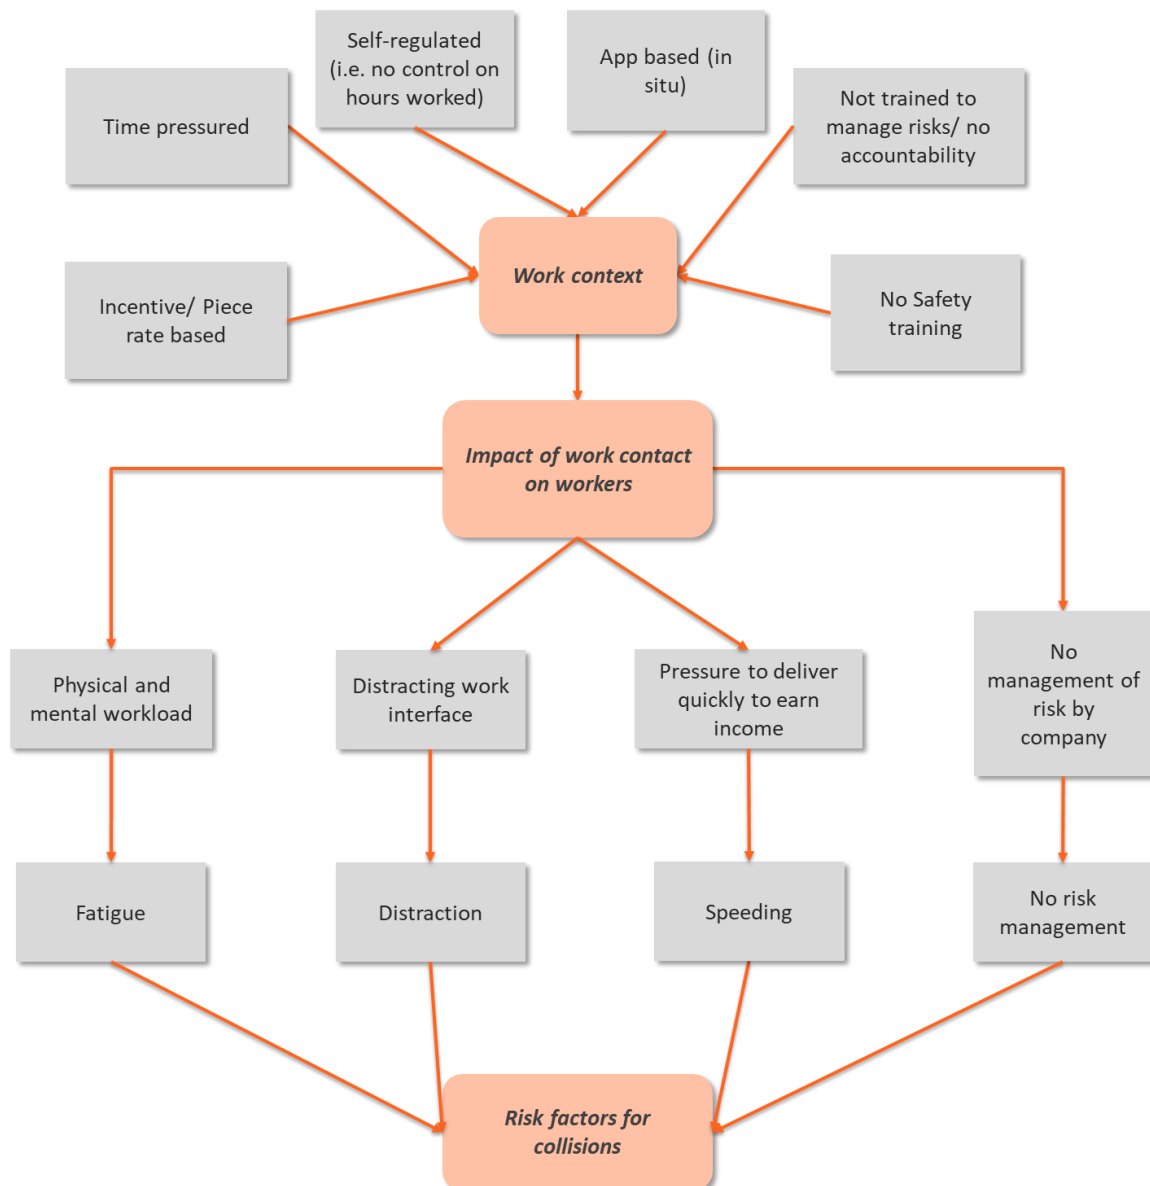 Self-regulated
(i.e. no control on
hours worked)
App based (in
situ)
Time pressured
Not trained to
manage risks/ no
accountability
Work context
Incentive/ Piece
rate based
No Safety
training
Impact of work contact
on workers
Physical and
mental workload
Distracting work
interface
Pressure to deliver
quickly to earn
income
No
management of
risk by
company
Fatigue
Distraction
Speeding
No risk
management
Risk factors for
collisions